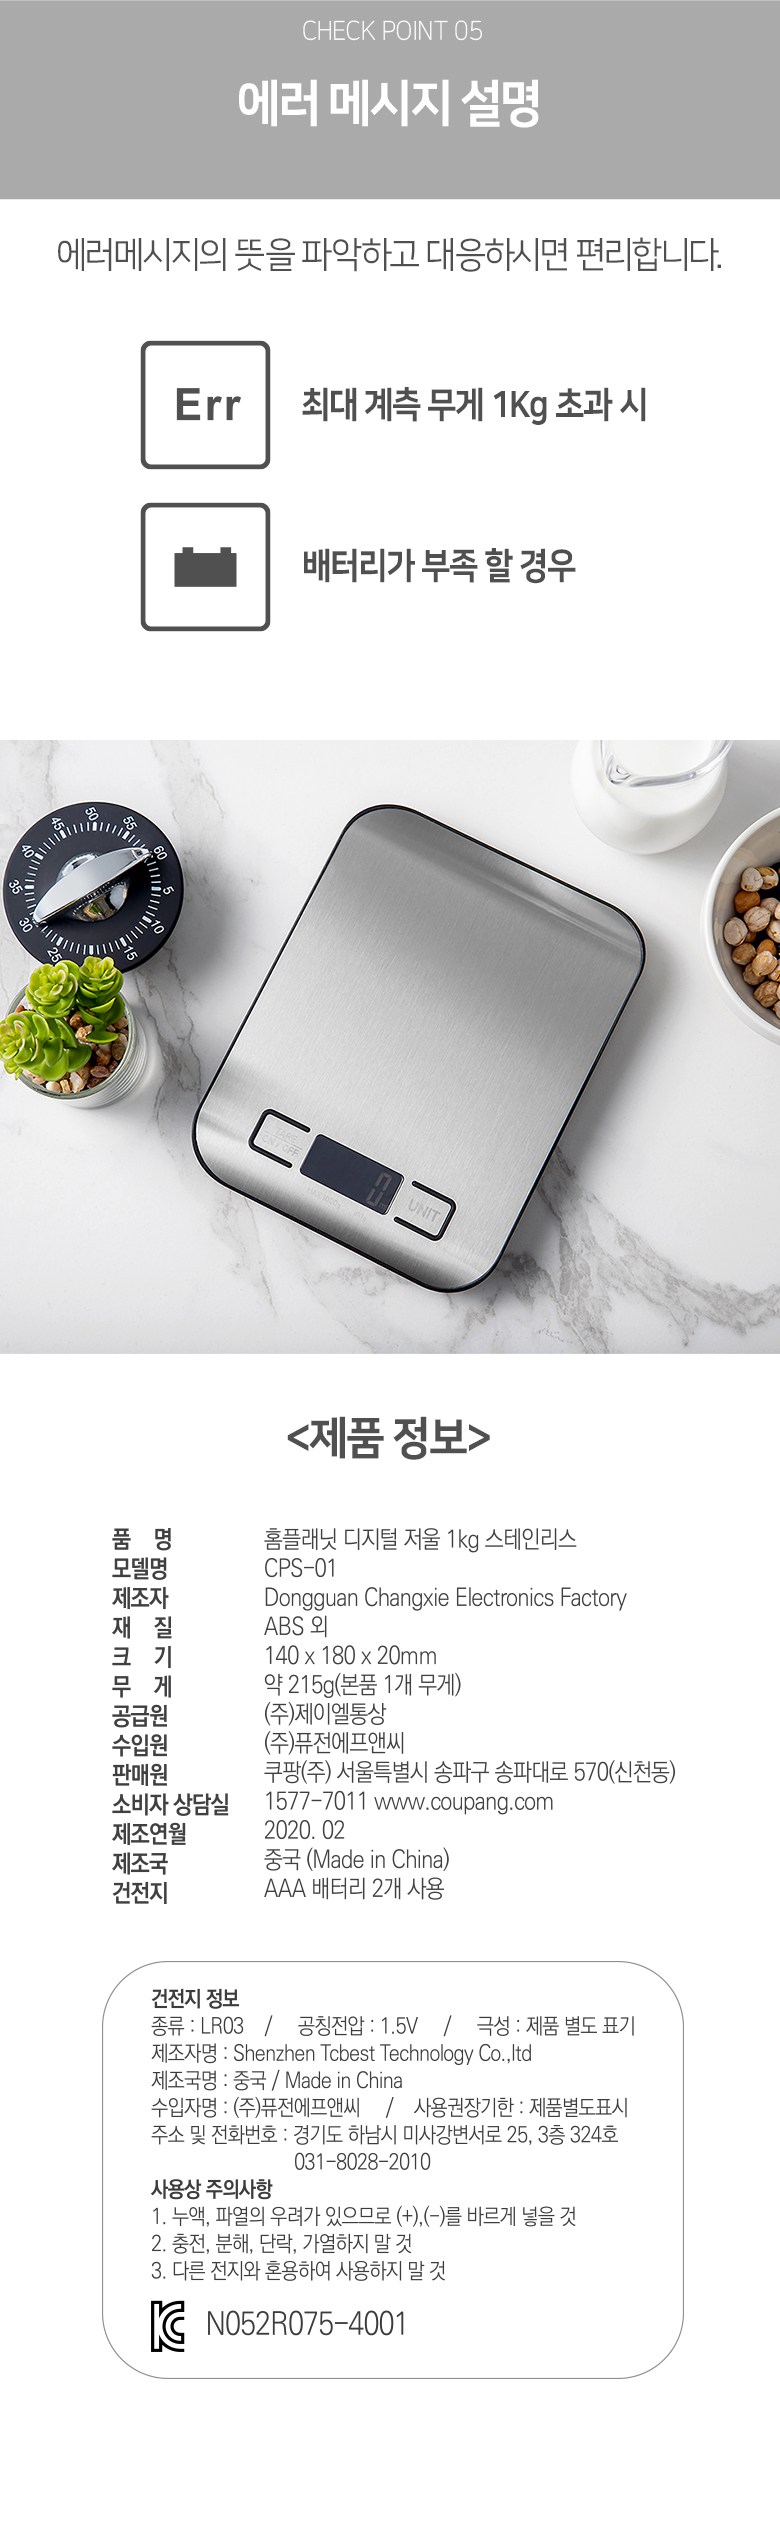 CHECK POINT 05
에러 메시지 설명
에러메시지의 뜻을 파악하고 대응하시면 편리합니다.
Err 최대 계측 무게 1Kg 초과 시
배터리가 부족 할 경우
60
5
10
15
25
30
35
40
45
50
55
ON / OFF
0
UNIT
<제품 정보>
품 명 홈플래닛 디지털 저울 1kg 스테인리스
모델명 CPS-01
제조자 Dongguan Changxie Electronics Factory
재 질 ABS 외
크 기 140 x 180 x 20mm
무 게 약 215g(본품 1개 무게)
공급원 (주)제이엘통상
수입원 (주)퓨전에프앤씨
판매원 쿠팡(주) 서울특별시 송파구 송파대로 570(신천동)
소비자 상담실 1577-7011 www.coupang.com
제조연월 2020. 02
제조국 중국 (Made in China)
건전지 AAA 배터리 2개 사용
건전지 정보
종류 : LR03 / 공칭전압 : 1.5V / 극성 : 제품 별도 표기
제조자명 : Shenzhen Tcbest Technology Co.,ltd
제조국명 : 중국 / Made in China
수입자명 : (주)퓨전에프앤씨 / 사용권장기한 : 제품별도표시
주소 및 전화번호 : 경기도 하남시 미사강변서로 25, 3층 324호
031-8028-2010
사용상 주의사항
1. 누액, 파열의 우려가 있으므로 (+),(-)를 바르게 넣을 것
2. 충전, 분해, 단락, 가열하지 말 것
3. 다른 전지와 혼용하여 사용하지 말 것
N052R075-4001